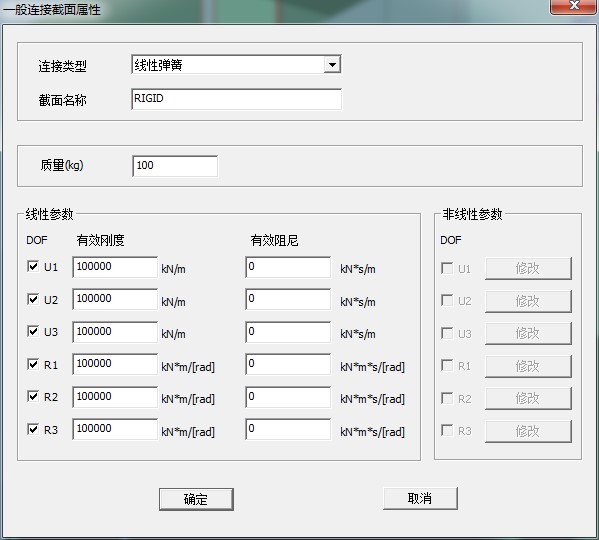 一般连接截面属性
连接类型 线性弹簧
截面名称 RIGID
质量(kg) 100
线性参数 非线性参数
DOF 有效刚度 有效阻尼 DOF
U1 100000 kN/m 0 kN*s/m U1 修改
U2 100000 kN/m 0 kN*s/m U2 修改
U3 100000 kN/m 0 kN*s/m U3 修改
R1 100000 kN*m/[rad] 0 kN*m*s/[rad] R1 修改
R2 100000 kN*m/[rad] 0 kN*m*s/[rad] R2 修改
R3 100000 kN*m/[rad] 0 kN*m*s/[rad] R3 修改
确定 取消